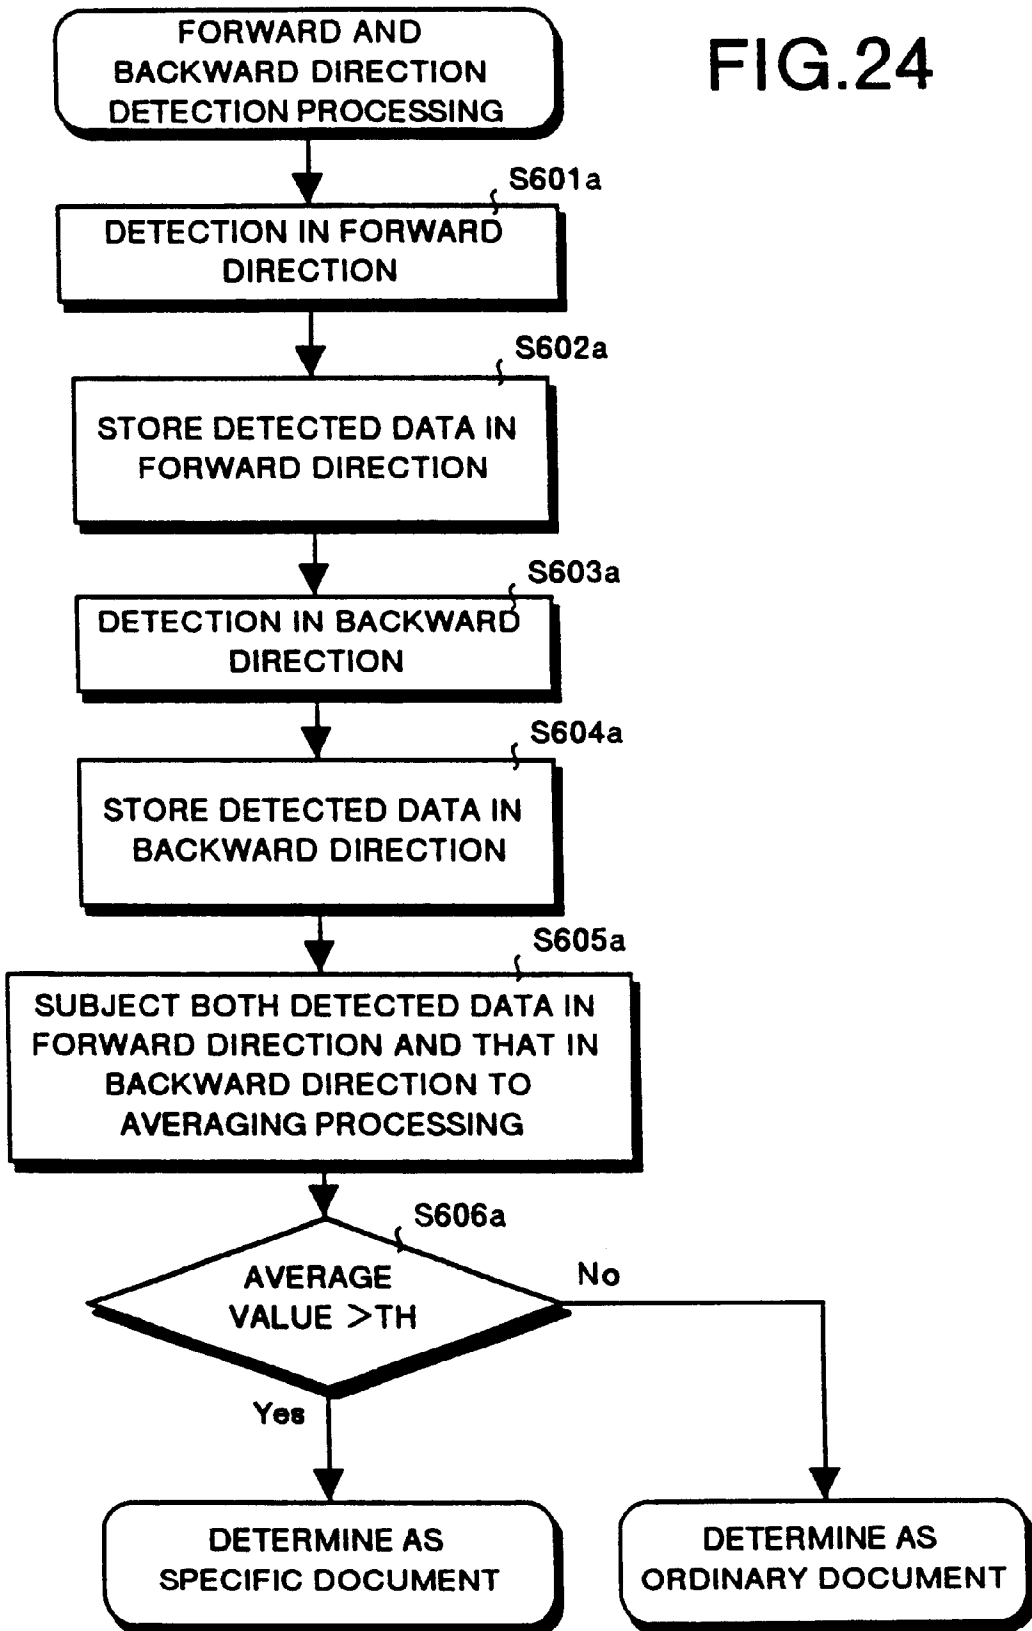 FORWARD AND
BACKWARD DIRECTION
DETECTION PROCESSING
FIG.24
S601a
DETECTION IN FORWARD
DIRECTION
S602a
STORE DETECTED DATA IN
FORWARD DIRECTION
S603a
DETECTION IN BACKWARD
DIRECTION
S604a
STORE DETECTED DATA IN
BACKWARD DIRECTION
S605a
SUBJECT BOTH DETECTED DATA IN
FORWARD DIRECTION AND THAT IN
BACKWARD DIRECTION TO
AVERAGING PROCESSING
S606a
AVERAGE
VALUE >TH
No
Yes
DETERMINE AS
SPECIFIC DOCUMENT
DETERMINE AS
ORDINARY DOCUMENT